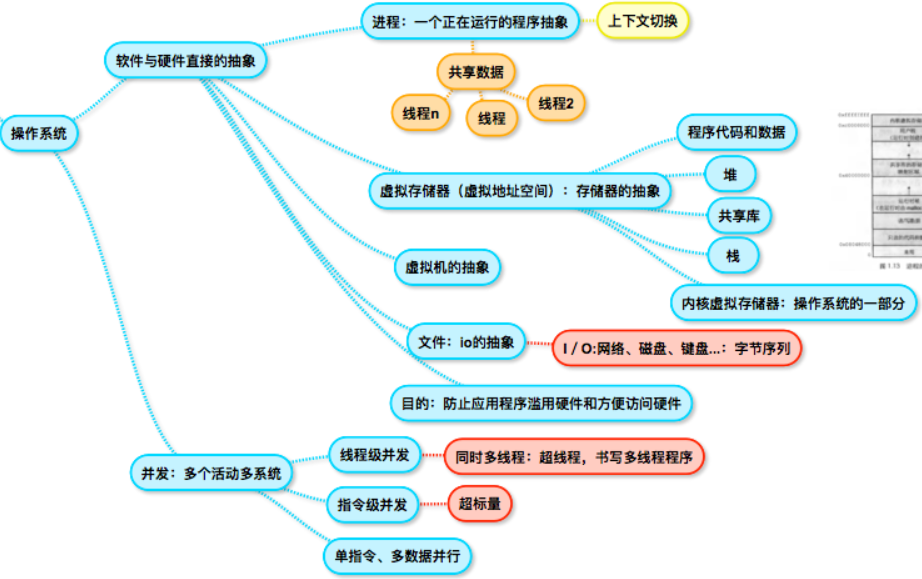 进程：一个正在运行的程序抽象
上下文切换
软件与硬件直接的抽象
共享数据
线程n
线程
线程2
操作系统
程序代码和数据
堆
虚拟存储器（虚拟地址空间）：存储器的抽象
共享库
栈
虚拟机的抽象
内核虚拟存储器：操作系统的一部分
文件：io的抽象
I / O:网络、磁盘、键盘...：字节序列
目的：防止应用程序滥用硬件和方便访问硬件
并发：多个活动多系统
线程级并发
同时多线程：超线程，书写多线程程序
指令级并发
超标量
单指令、多数据并行
图 1.13